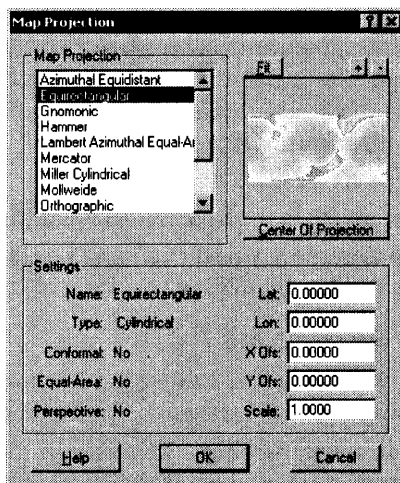 Map Projection ? X
Map Projection
Azimuthal Equidistant
Equirectangular
Gnomonic
Hammer
Lambert Azimuthal Equal-A
Mercator
Miller Cylindrical
Mollweide
Orthographic
Fit + -
Center Of Projection
Settings
Name: Equirectangular
Type: Cylindrical
Conformal: No
Equal-Area: No
Perspective: No
Lat: 0.00000
Lon: 0.00000
X Ofs: 0.00000
Y Ofs: 0.00000
Scale: 1.0000
Help OK Cancel